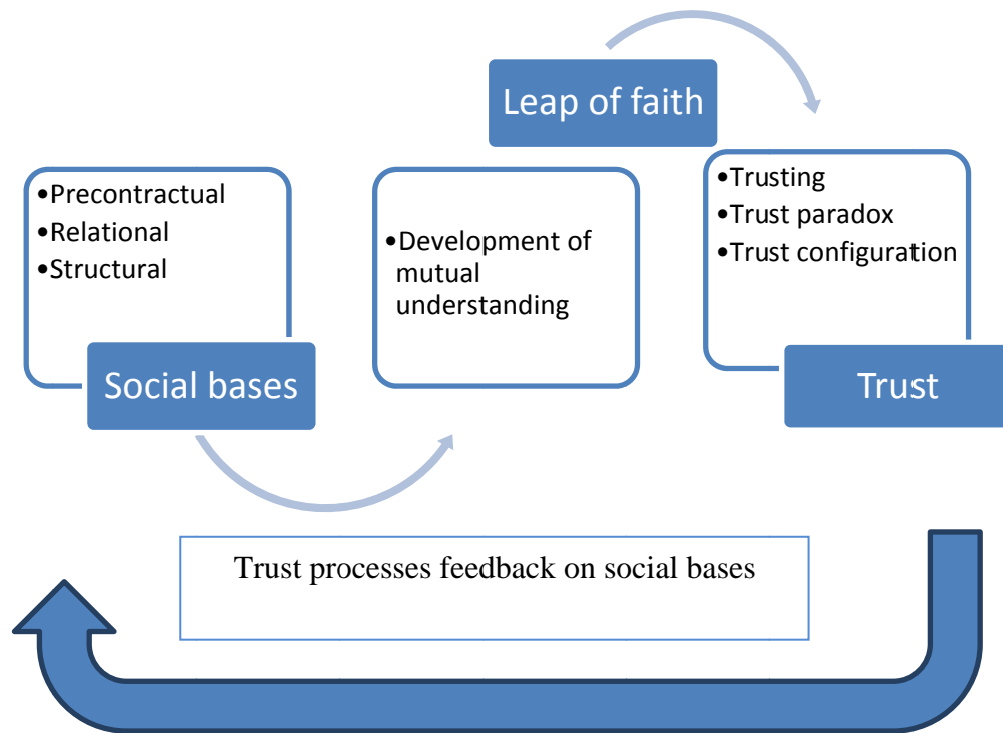 Leap of faith
•Precontractual
•Relational
•Structural
Social bases
•Development of
mutual
understanding
•Trusting
•Trust paradox
•Trust configuration
Trust
Trust processes feedback on social bases